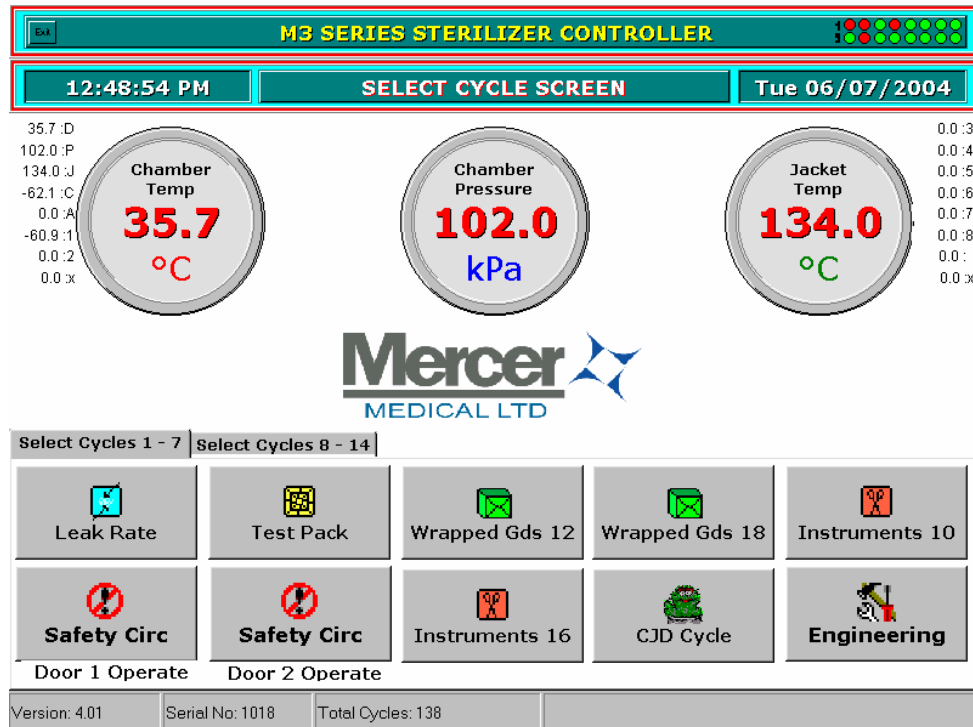 Exit
M3 SERIES STERILIZER CONTROLLER
1
12:48:54 PM
SELECT CYCLE SCREEN
Tue 06/07/2004
35.7 :D
102.0 :P
134.0 :J
-62.1 :C
0.0 :A
-60.9 :1
0.0 :2
0.0 :x
Chamber
Temp
35.7
°C
Chamber
Pressure
102.0
kPa
Jacket
Temp
134.0
°C
0.0 :3
0.0 :4
0.0 :5
0.0 :6
0.0 :7
0.0 :8
0.0 :
0.0 :x
Mercer
MEDICAL LTD
Select Cycles 1 - 7
Select Cycles 8 - 14
Leak Rate
Test Pack
Wrapped Gds 12
Wrapped Gds 18
Instruments 10
Safety Circ
Safety Circ
Instruments 16
CJD Cycle
Engineering
Door 1 Operate
Door 2 Operate
Version: 4.01
Serial No: 1018
Total Cycles: 138